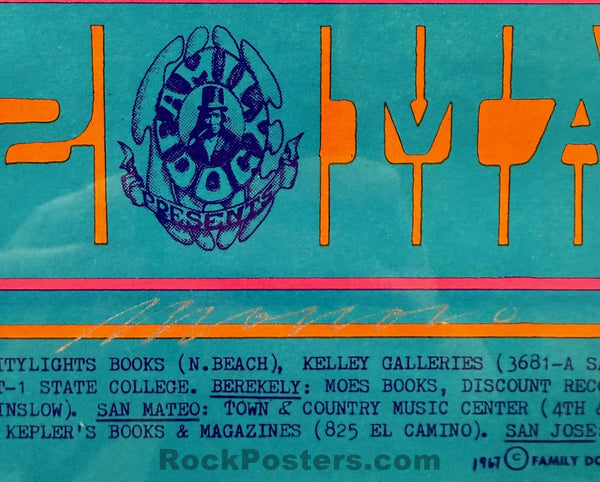 FAMILY
DOG
PRESENTS
MA
ITYLIGHTS BOOKS (N.BEACH), KELLEY GALLERIES (3681-A SA
T-1 STATE COLLEGE. BEREKELY: MOES BOOKS, DISCOUNT RECO
INSLOW). SAN MATEO: TOWN & COUNTRY MUSIC CENTER (4TH &
KEPLER'S BOOKS & MAGAZINES (825 EL CAMINO). SAN JOSE
RockPosters.com
1967 © FAMILY DO